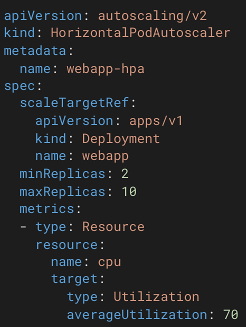 apiVersion: autoscaling/v2
kind: HorizontalPodAutoscaler
metadata:
  name: webapp-hpa
spec:
  scaleTargetRef:
    apiVersion: apps/v1
    kind: Deployment
    name: webapp
  minReplicas: 2
  maxReplicas: 10
  metrics:
  - type: Resource
    resource:
      name: cpu
      target:
        type: Utilization
        averageUtilization: 70